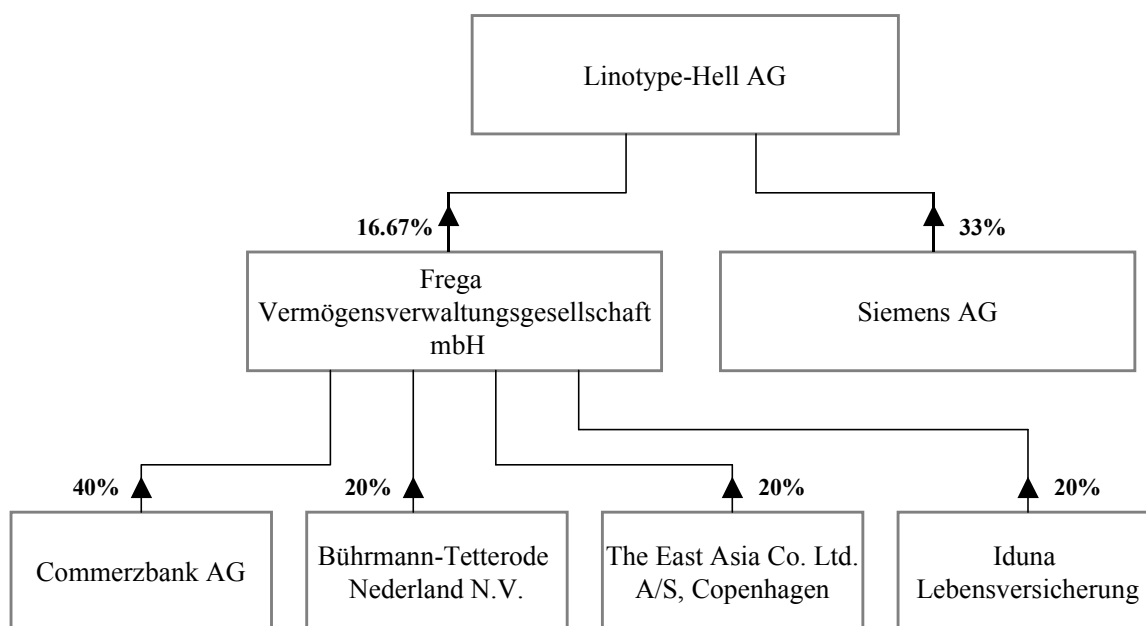 Linotype-Hell AG
16.67%
33%
Frega
Vermögensverwaltungsgesellschaft
mbH
Siemens AG
40%
20%
20%
20%
Commerzbank AG
Bührmann-Tetterode
Nederland N.V.
The East Asia Co. Ltd.
A/S, Copenhagen
Iduna
Lebensversicherung